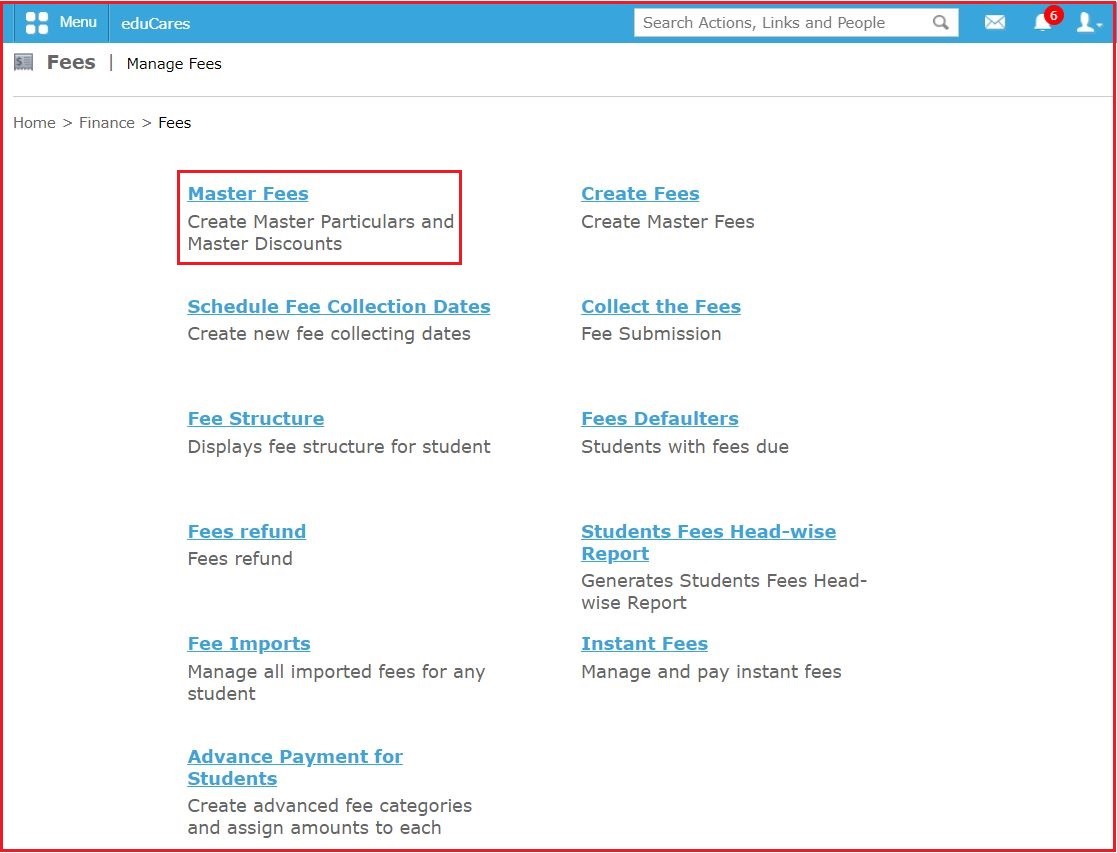 Menu
eduCares
Search Actions, Links and People
6
Fees | Manage Fees
Home > Finance > Fees
Master Fees
Create Master Particulars and
Master Discounts
Create Fees
Create Master Fees
Schedule Fee Collection Dates
Create new fee collecting dates
Collect the Fees
Fee Submission
Fee Structure
Displays fee structure for student
Fees Defaulters
Students with fees due
Fees refund
Fees refund
Students Fees Head-wise
Report
Generates Students Fees Head-
wise Report
Fee Imports
Manage all imported fees for any
student
Instant Fees
Manage and pay instant fees
Advance Payment for
Students
Create advanced fee categories
and assign amounts to each